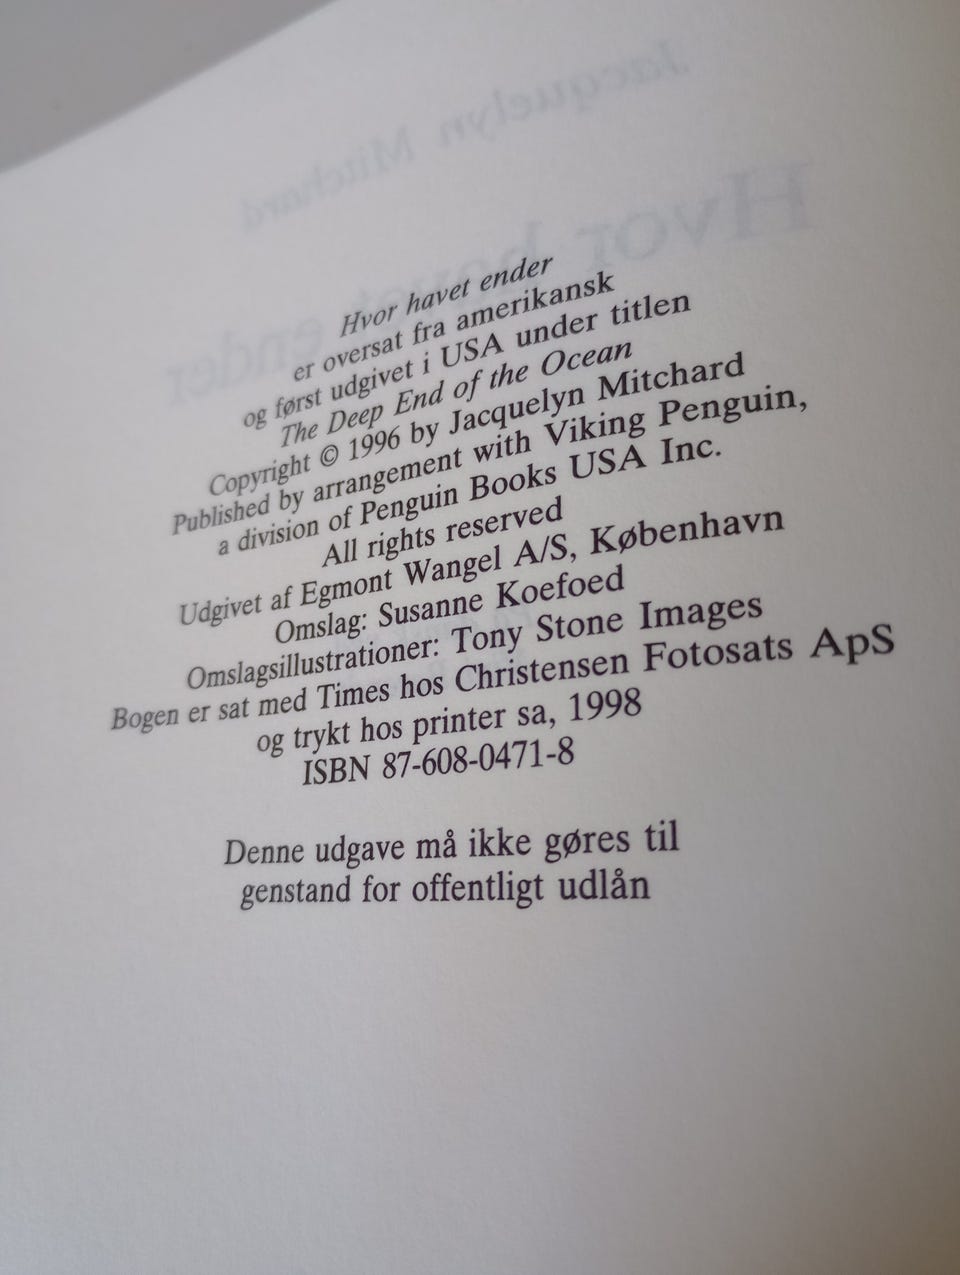 Hvor havet ender
er oversat fra amerikansk
og først udgivet i USA under titlen
The Deep End of the Ocean
Copyright © 1996 by Jacquelyn Mitchard
Published by arrangement with Viking Penguin,
a division of Penguin Books USA Inc.
All rights reserved
Udgivet af Egmont Wangel A/S, København
Omslag: Susanne Koefoed
Omslagsillustrationer: Tony Stone Images
Bogen er sat med Times hos Christensen Fotosats ApS
og trykt hos printer sa, 1998
ISBN 87-608-0471-8
Denne udgave må ikke gøres til
genstand for offentligt udlån